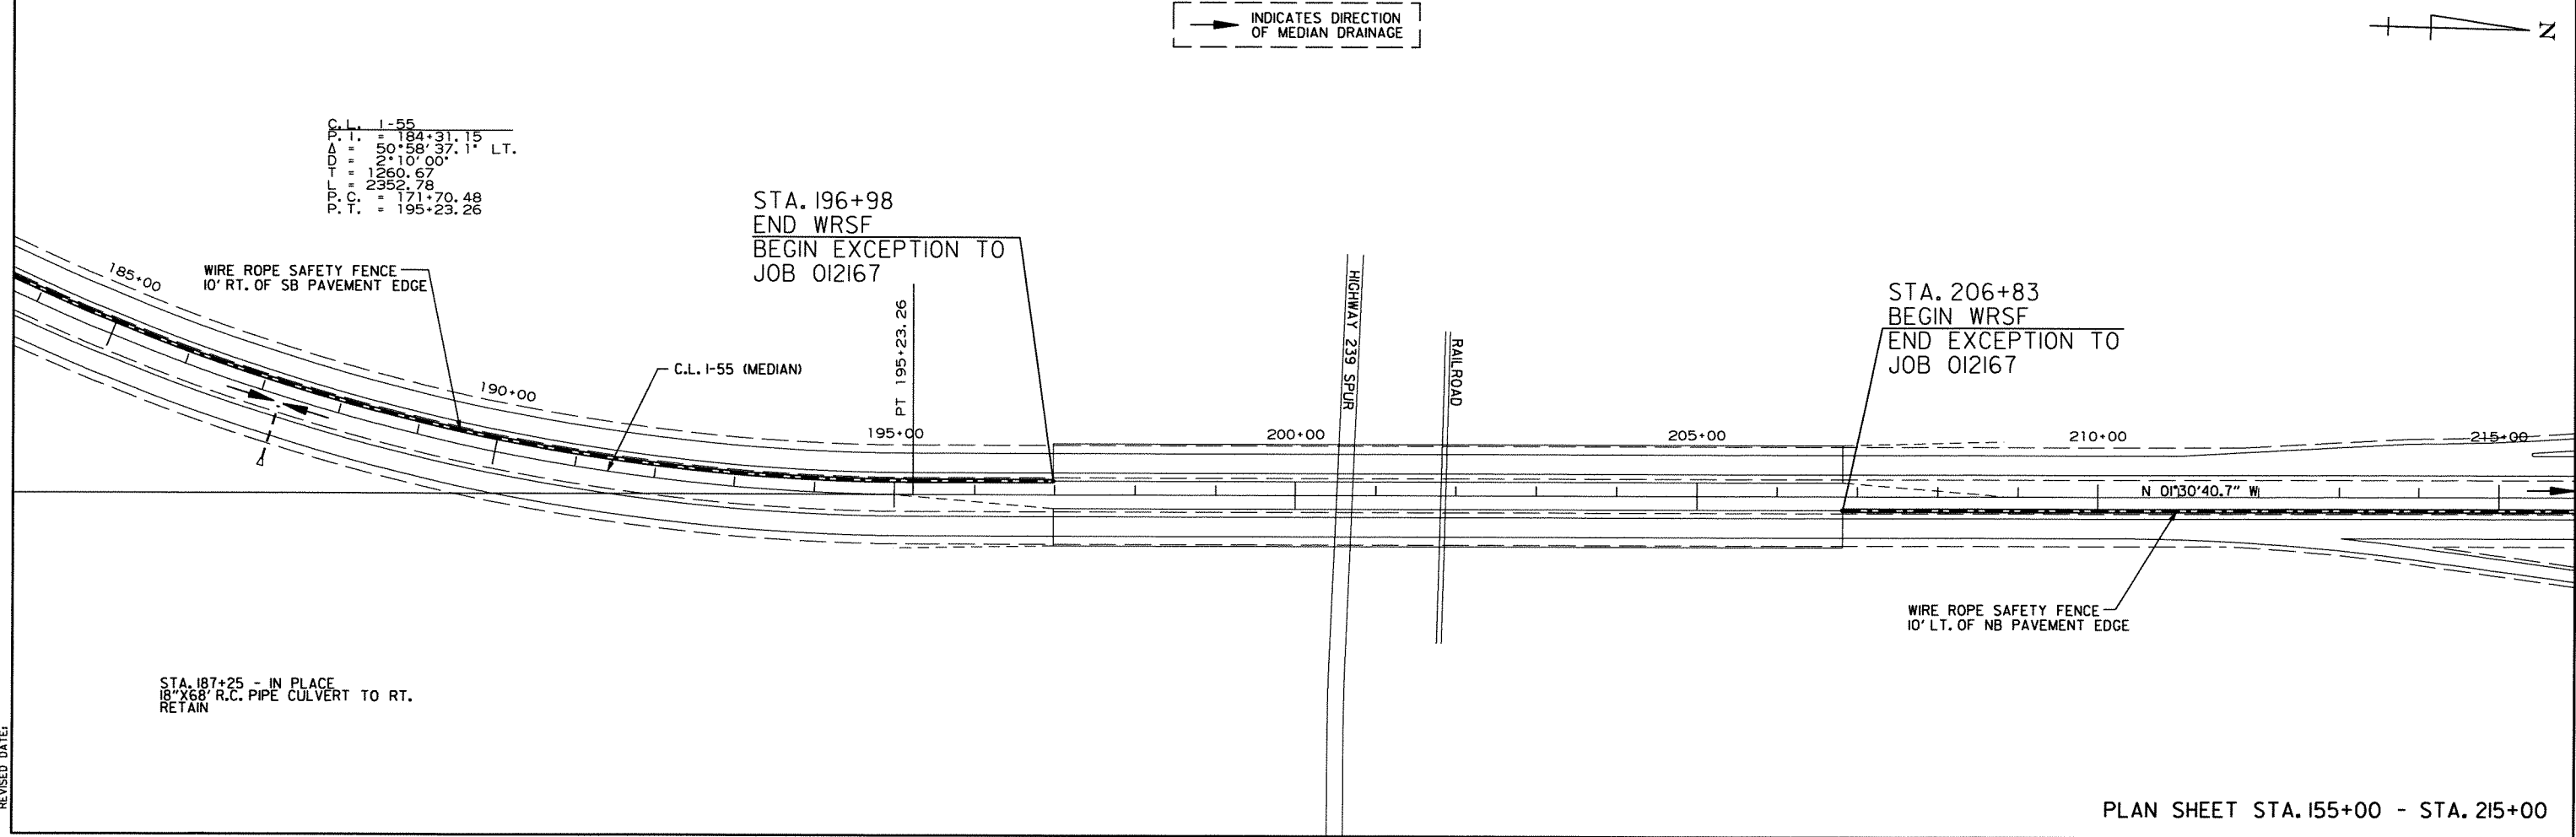 INDICATES DIRECTION
OF MEDIAN DRAINAGE
N
C.L. I-55
P.I. = 184+31.15
Δ = 50°58'37.1" LT.
D = 2°10'00"
T = 1260.67
L = 2352.78
P.C. = 171+70.48
P.T. = 195+23.26
STA. 196+98
END WRSF
BEGIN EXCEPTION TO
JOB 012167
185+00
WIRE ROPE SAFETY FENCE
10' RT. OF SB PAVEMENT EDGE
190+00
C.L. I-55 (MEDIAN)
PT 195+23.26
195+00
200+00
HIGHWAY 239 SPUR
RAILROAD
205+00
STA. 206+83
BEGIN WRSF
END EXCEPTION TO
JOB 012167
210+00
215+00
N 01°30'40.7" W
WIRE ROPE SAFETY FENCE
10' LT. OF NB PAVEMENT EDGE
STA. 187+25 - IN PLACE
18"X68' R.C. PIPE CULVERT TO RT.
RETAIN
REVISED DATE:
PLAN SHEET STA. 155+00 - STA. 215+00